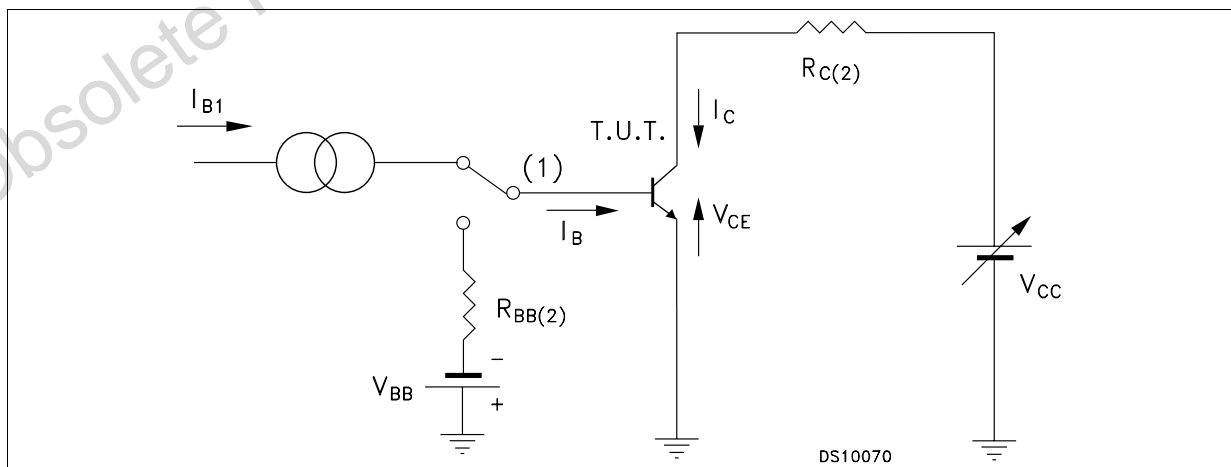 obsolete
R_C(2)
I_B1
I_C
T.U.T.
(1)
V_CE
I_B
V_CC
R_BB(2)
−
V_BB
+
DS10070